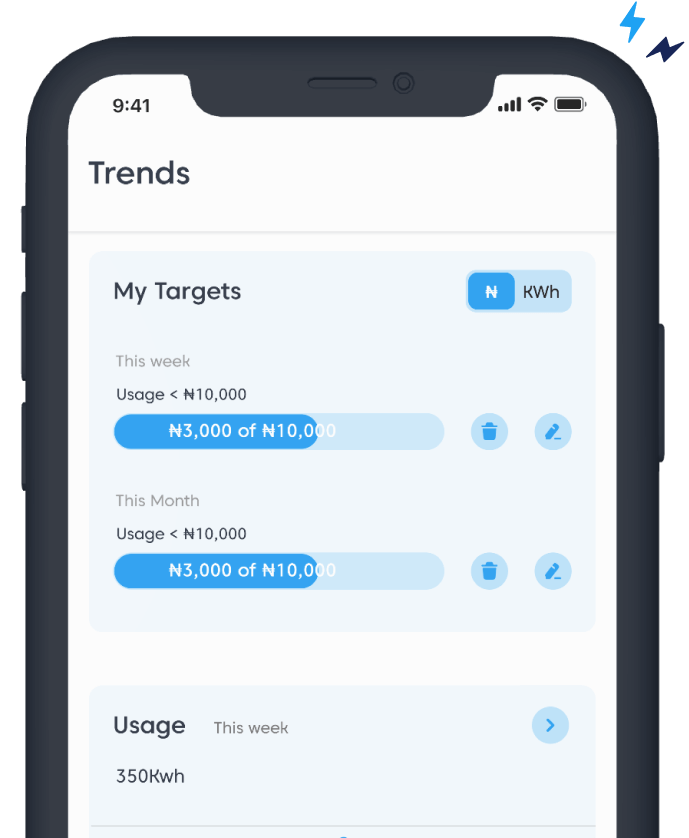 9:41
Trends
My Targets
₦ KWh
This week
Usage < ₦10,000
₦3,000 of ₦10,000
This Month
Usage < ₦10,000
₦3,000 of ₦10,000
Usage This week
350Kwh